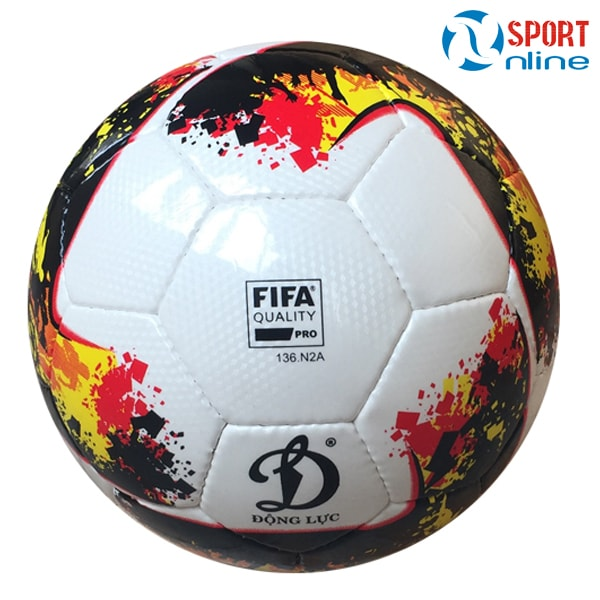 SPORT
nline
FIFA®
QUALITY
PRO
136.N2A
®
ĐỘNG LỰC